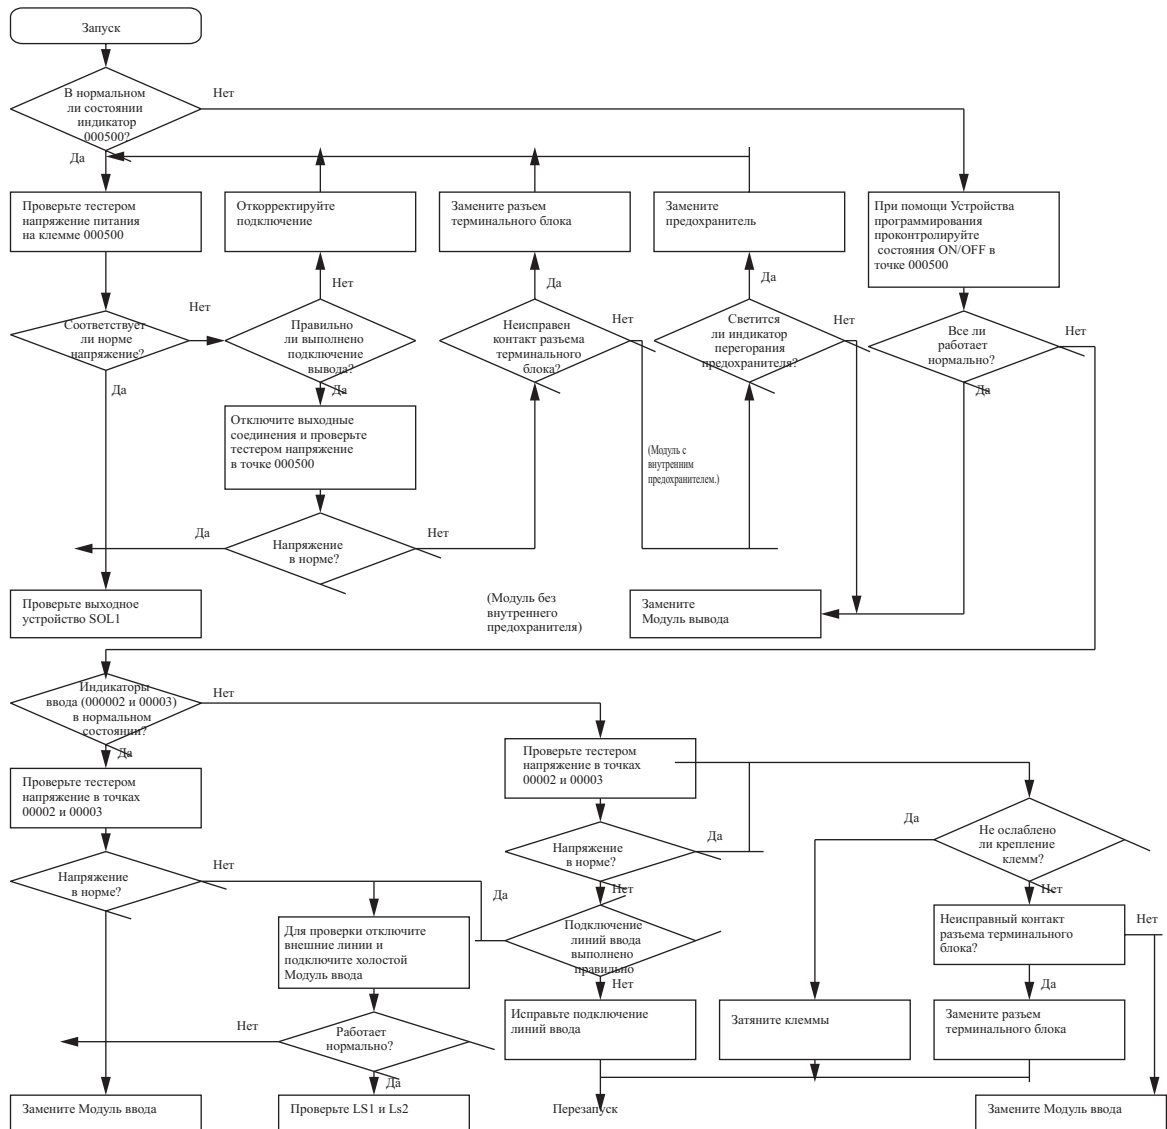 Запуск
В нормальном
ли состоянии
индикатор
000500?
Нет
Да
Проверьте тестером
напряжение питания
на клемме 000500
Откорректируйте
подключение
Замените разъем
терминального блока
Замените
предохранитель
При помощи Устройства
программирования
проконтролируйте
состояния ON/OFF в
точке 000500
Нет
Да
Да
Соответствует
ли норме
напряжение?
Нет
Правильно
ли выполнено
подключение
вывода?
Неисправен
контакт разъема
терминального
блока?
Нет
Светится
ли индикатор
перегорания
предохранителя?
Нет
Все ли
работает
нормально?
Нет
Да
Да
Да
Отключите выходные
соединения и проверьте
тестером напряжение
в точке 000500
(Модуль с
внутренним
предохранителем.)
Да
Напряжение
в норме?
Нет
Проверьте выходное
устройство SOL1
(Модуль без
внутреннего
предохранителя)
Замените
Модуль вывода
Индикаторы
ввода (000002 и 00003)
в нормальном
состоянии?
Нет
Да
Проверьте тестером
напряжение в точках
00002 и 00003
Проверьте тестером
напряжение в точках
00002 и 00003
Напряжение
в норме?
Да
Да
Не ослаблено
ли крепление
клемм?
Напряжение
в норме?
Нет
Да
Нет
Нет
Для проверки отключите
внешние линии и
подключите холостой
Модуль ввода
Подключение
линий ввода
выполнено
правильно
Неисправный контакт
разъема терминального
блока?
Нет
Нет
Да
Нет
Работает
нормально?
Исправьте подключение
линий ввода
Затяните клеммы
Замените разъем
терминального блока
Да
Замените Модуль ввода
Проверьте LS1 и Ls2
Перезапуск
Замените Модуль ввода